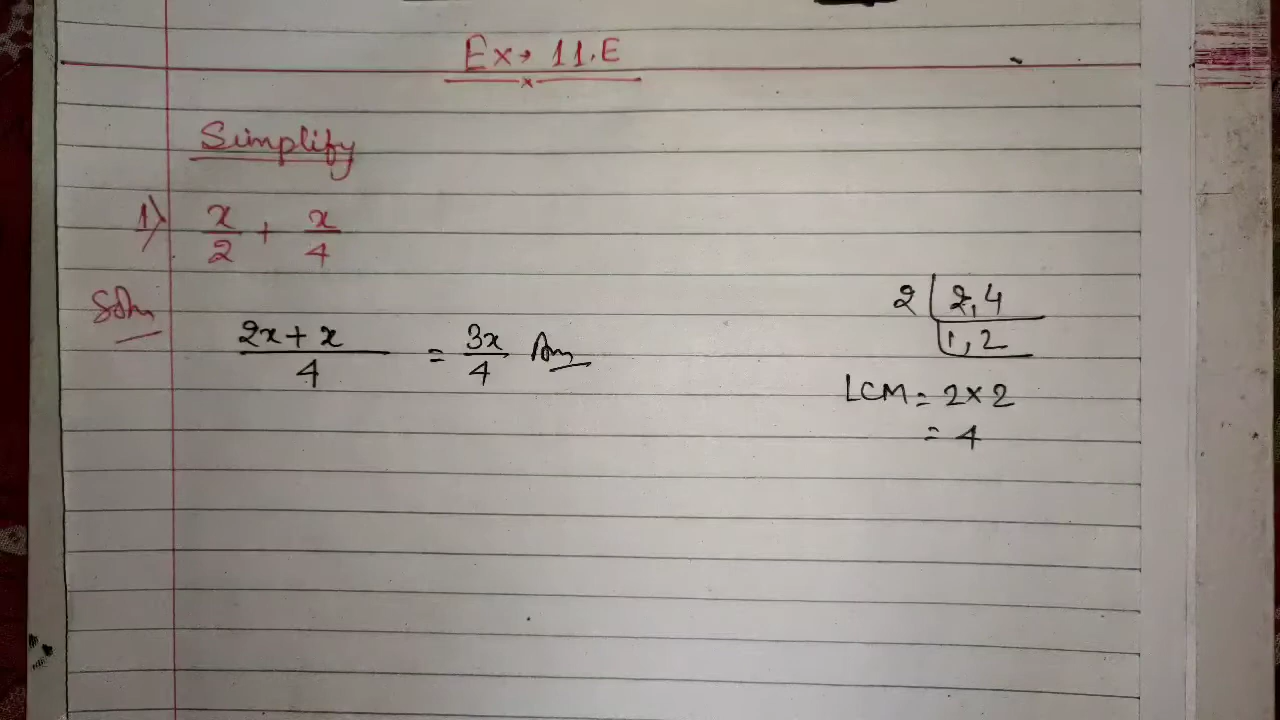 Ex→ 11.E
Simplify
1) x/2 + x/4
Soln
2x + x/4 = 3x/4 Ans
2 | 2, 4
1, 2
LCM = 2 × 2
= 4